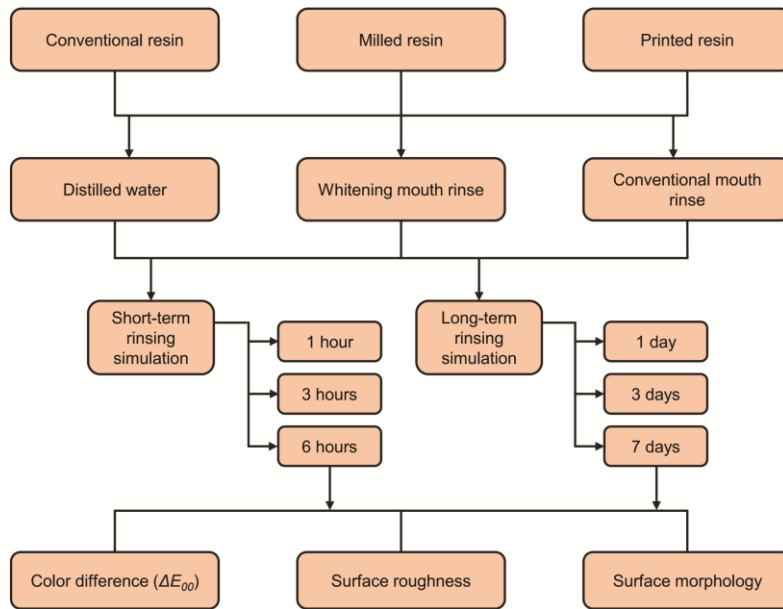 Conventional resin
Milled resin
Printed resin
Distilled water
Whitening mouth rinse
Conventional mouth
rinse
Short-term
rinsing
simulation
1 hour
3 hours
6 hours
Long-term
rinsing
simulation
1 day
3 days
7 days
Color difference (ΔE₀₀)
Surface roughness
Surface morphology